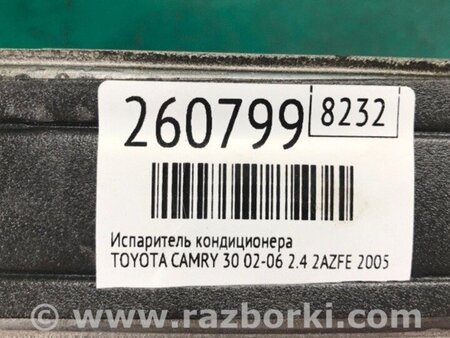 260799 8232
Испаритель кондиционера
TOYOTA CAMRY 30 02-06 2.4 2AZFE 2005
© www.razborki.com